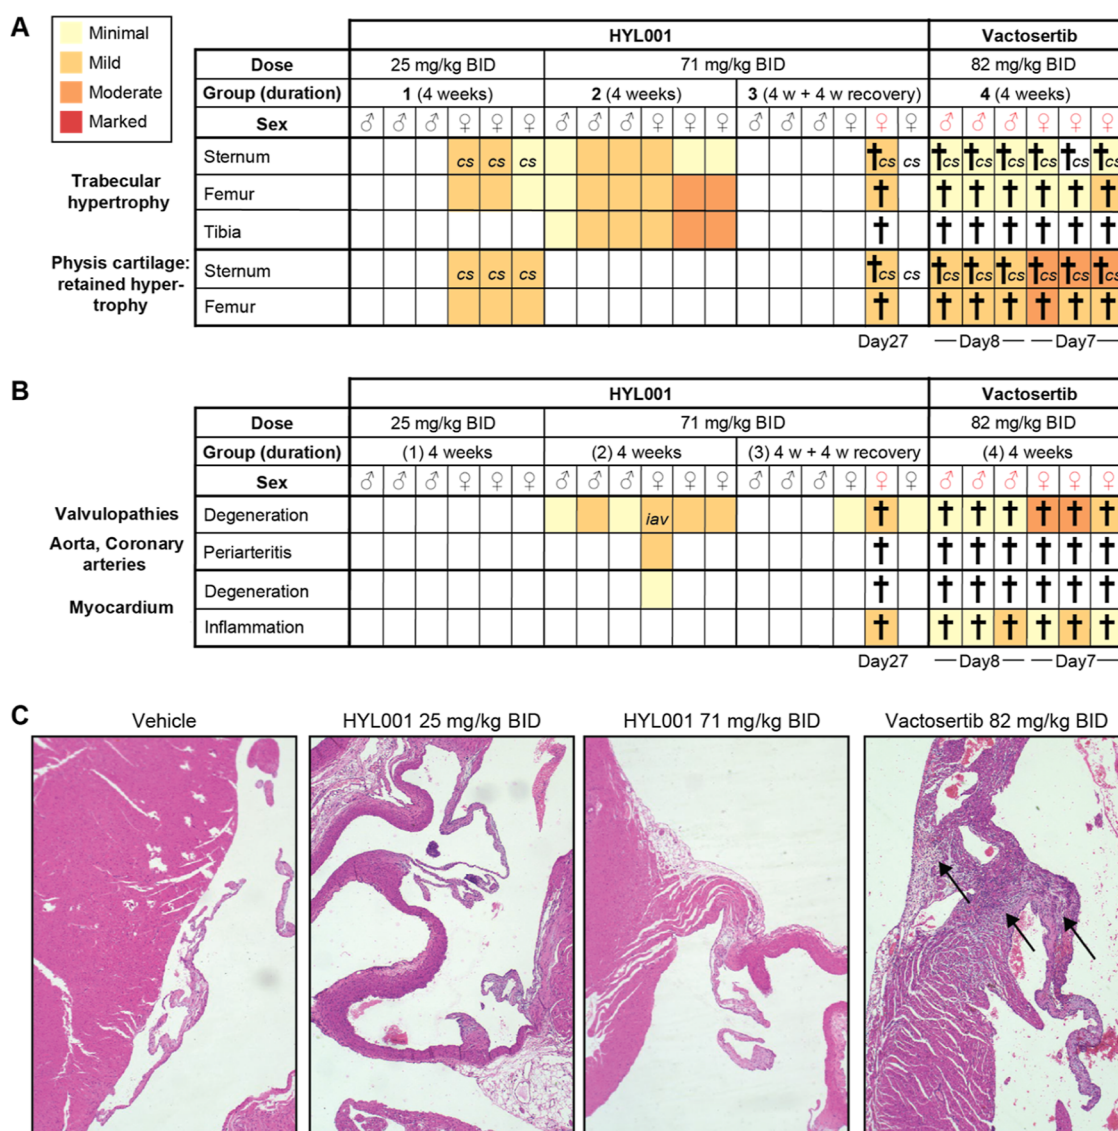 A
Minimal
Mild
Moderate
Marked
HYL001 Vactosertib
Dose 25 mg/kg BID 71 mg/kg BID 82 mg/kg BID
Group (duration) 1 (4 weeks) 2 (4 weeks) 3 (4 w + 4 w recovery) 4 (4 weeks)
Sex ♂ ♂ ♂ ♀ ♀ ♀ ♂ ♂ ♂ ♀ ♀ ♀ ♂ ♂ ♂ ♀ ♀ ♀ ♂ ♂ ♂ ♀ ♀ ♀
Trabecular
hypertrophy
Sternum cs cs cs †cs cs †cs †cs †cs †cs †cs †cs
Femur † † † † † † †
Tibia † † † † † † †
Physis cartilage:
retained hyper-
trophy
Sternum cs cs cs †cs cs †cs †cs †cs †cs †cs †cs
Femur † † † † † † †
Day27 Day8 Day7
B
HYL001 Vactosertib
Dose 25 mg/kg BID 71 mg/kg BID 82 mg/kg BID
Group (duration) (1) 4 weeks (2) 4 weeks (3) 4 w + 4 w recovery (4) 4 weeks
Sex ♂ ♂ ♂ ♀ ♀ ♀ ♂ ♂ ♂ ♀ ♀ ♀ ♂ ♂ ♂ ♀ ♀ ♀ ♂ ♂ ♂ ♀ ♀ ♀
Valvulopathies Degeneration iav † † † † † † †
Aorta, Coronary
arteries
Periarteritis † † † † † † †
Myocardium
Degeneration † † † † † † †
Inflammation † † † † † † †
Day27 Day8 Day7
C
Vehicle HYL001 25 mg/kg BID HYL001 71 mg/kg BID Vactosertib 82 mg/kg BID